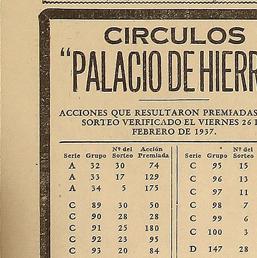 CIRCULOS
"PALACIO DE HIERR
ACCIONES QUE RESULTARON PREMIADAS
SORTEO VERIFICADO EL VIERNES 26 D
FEBRERO DE 1937.
Serie Grupo Nº del Sorteo Acción Premiada Serie Grupo Nº del Sorteo
A 32 30 74 C 95 15
A 33 17 129 C 96 13
A 34 5 175 C 97 11
C 89 30 50 C 98 7
C 90 28 28 C 99 6
C 91 25 180 C 100 3
C 92 23 95
C 93 20 84 D 147 28